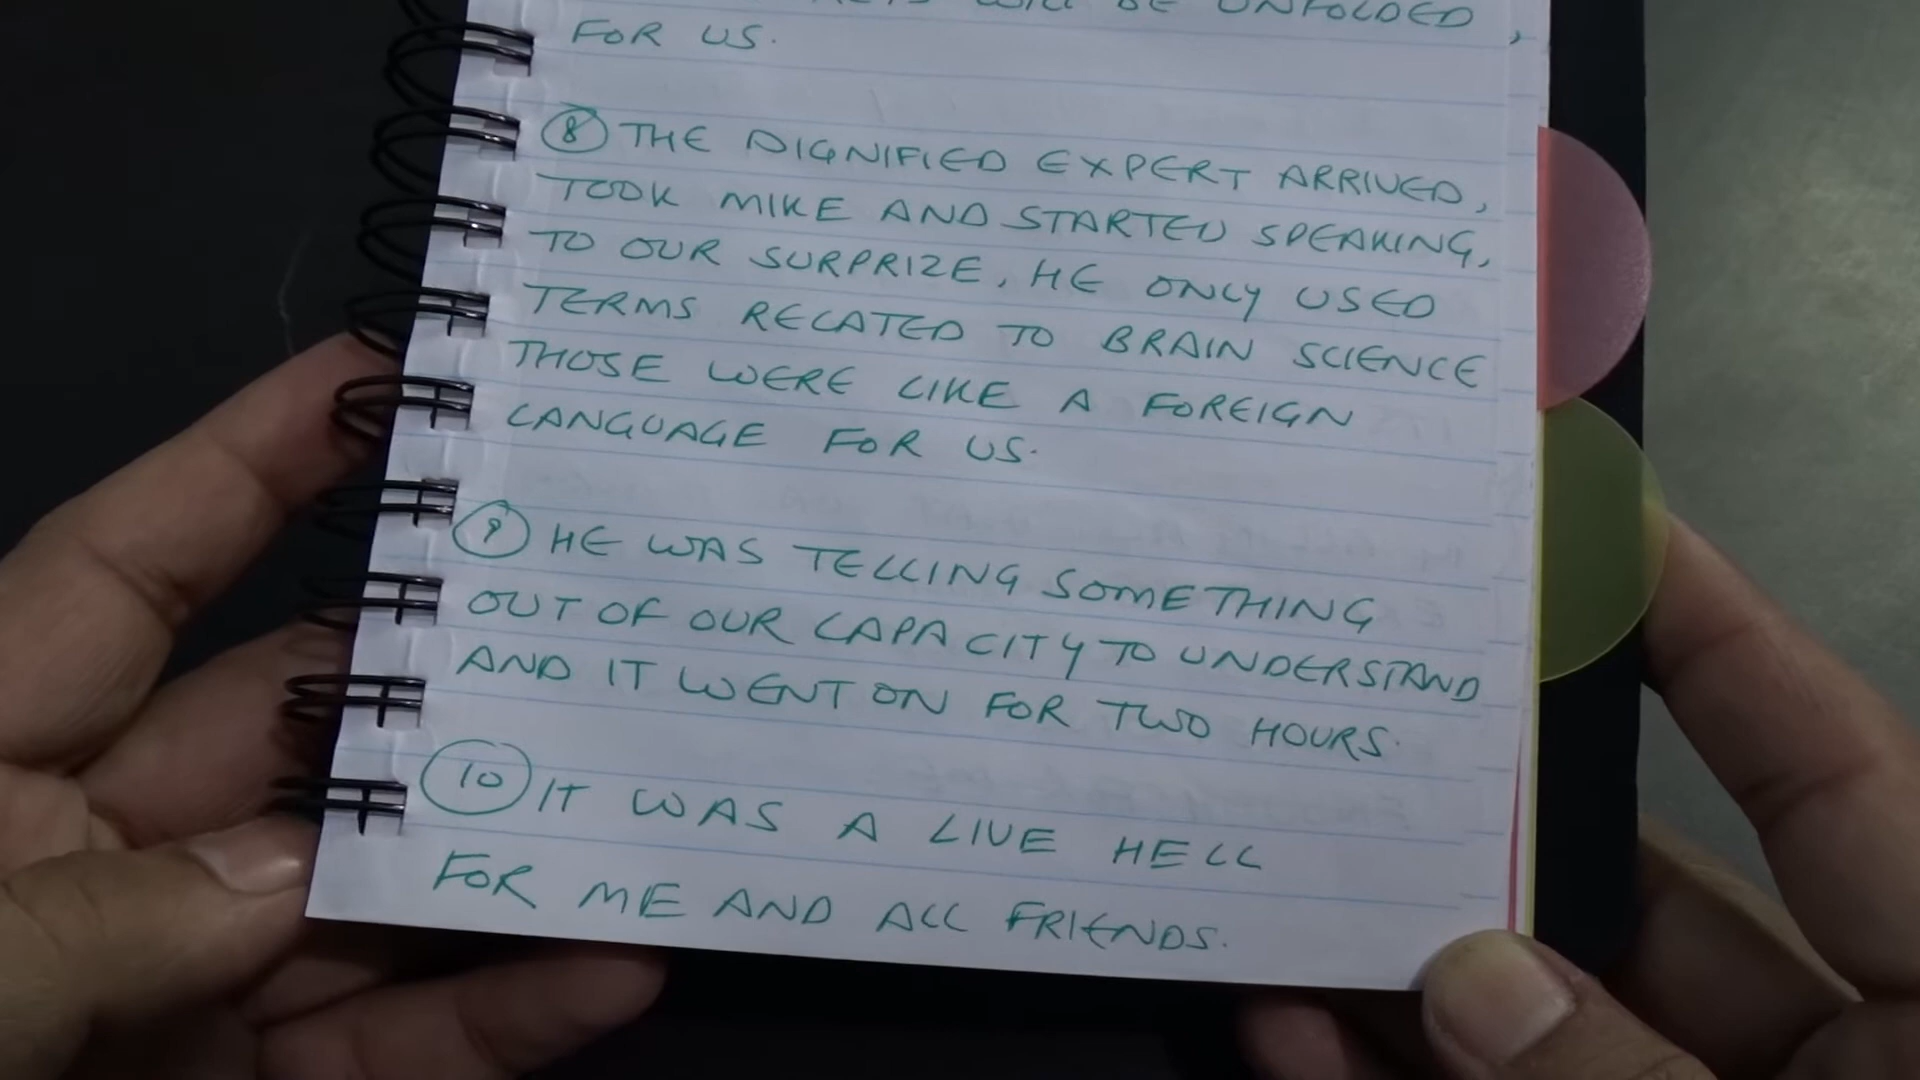 WILL BE UNFOLDED,
FOR US.
8 THE DIGNIFIED EXPERT ARRIVED,
TOOK MIKE AND STARTED SPEAKING,
TO OUR SURPRIZE, HE ONLY USED
TERMS RELATED TO BRAIN SCIENCE
THOSE WERE LIKE A FOREIGN
LANGUAGE FOR US.
9 HE WAS TELLING SOMETHING
OUT OF OUR CAPACITY TO UNDERSTAND
AND IT WENT ON FOR TWO HOURS.
10 IT WAS A LIVE HELL
FOR ME AND ALL FRIENDS.